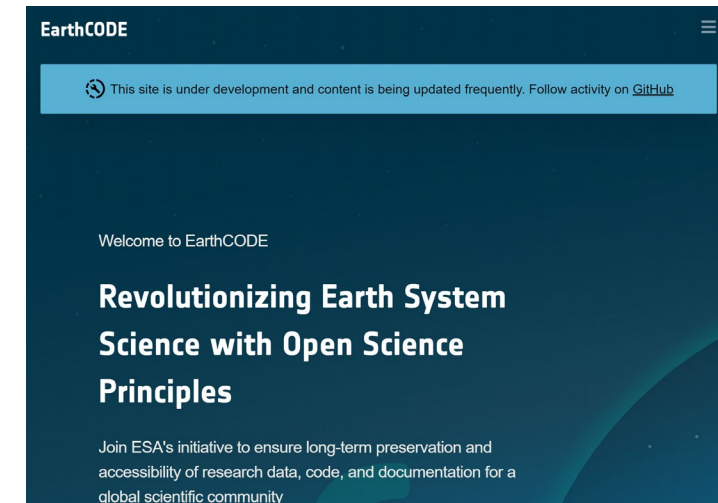 EarthCODE
This site is under development and content is being updated frequently. Follow activity on GitHub
Welcome to EarthCODE
Revolutionizing Earth System
Science with Open Science
Principles
Join ESA's initiative to ensure long-term preservation and
accessibility of research data, code, and documentation for a
global scientific community